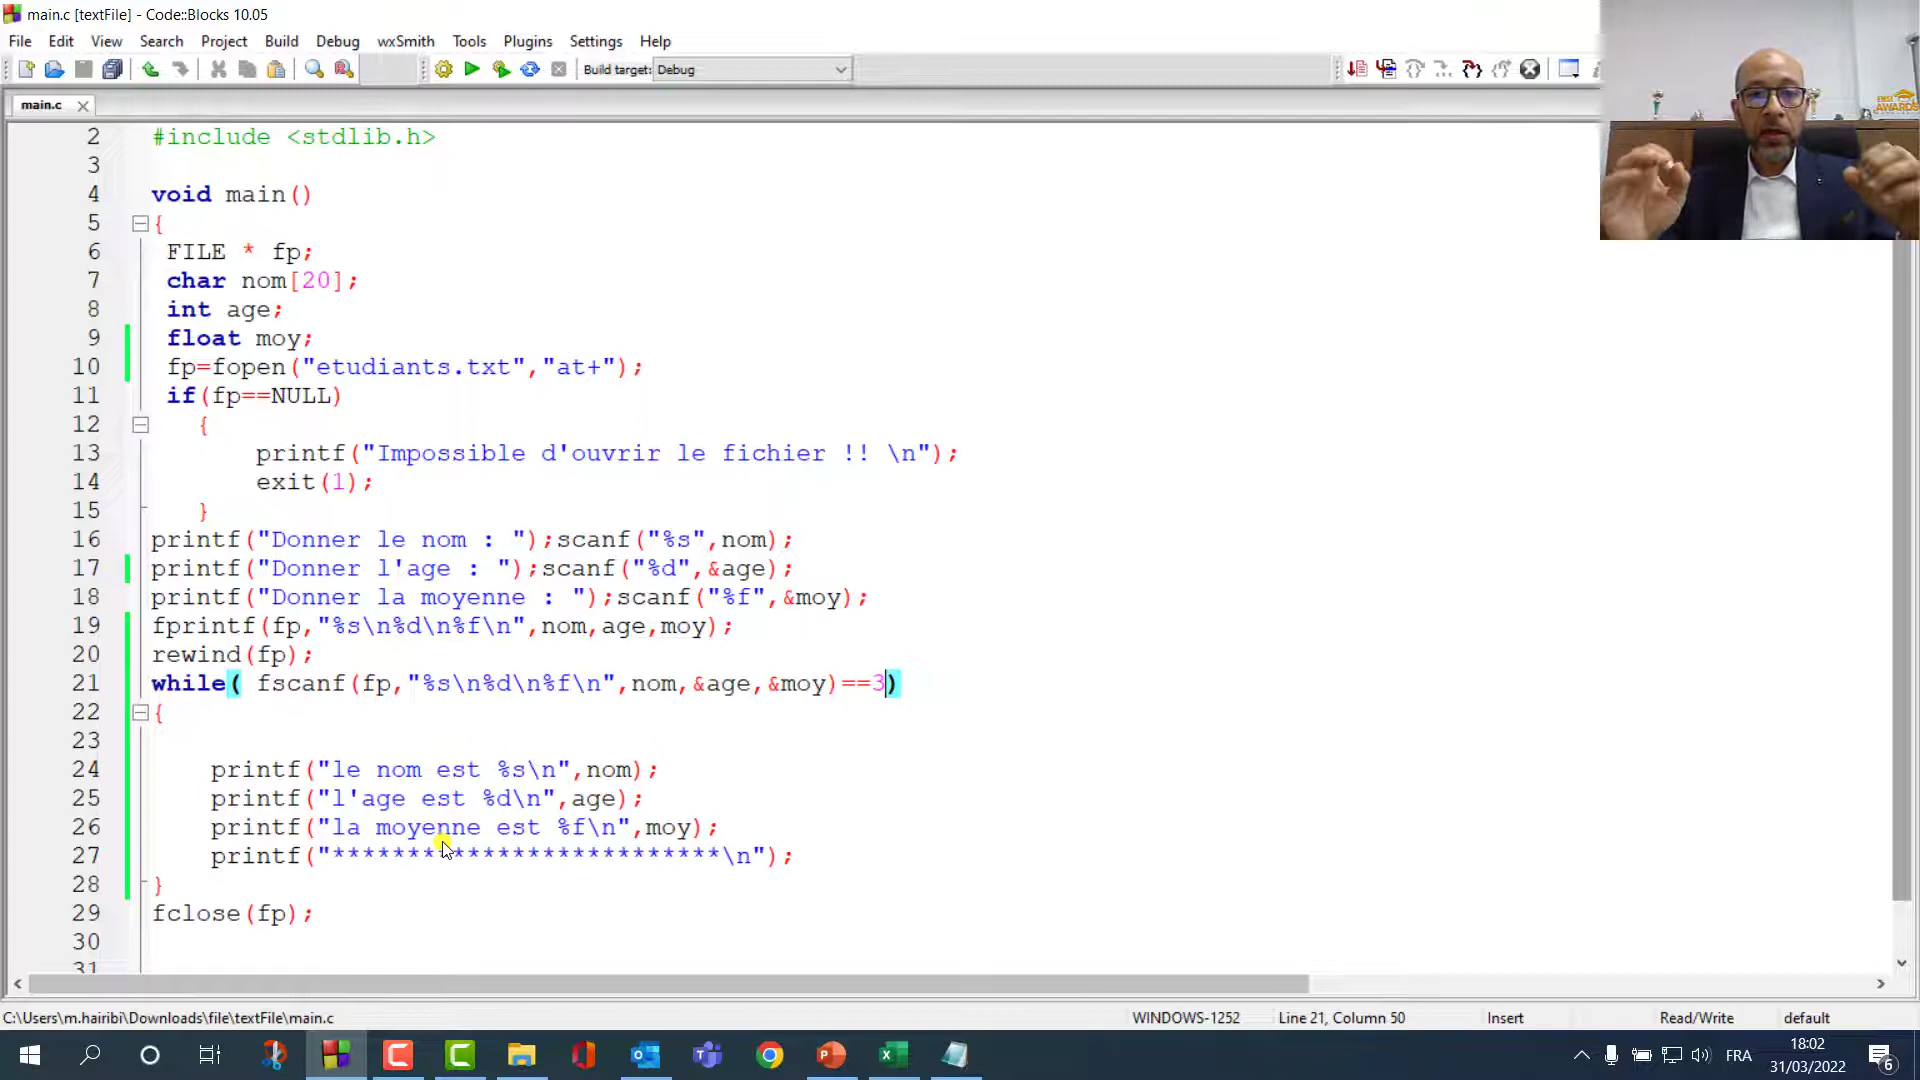 main.c [textFile] - Code::Blocks 10.05
File Edit View Search Project Build Debug wxSmith Tools Plugins Settings Help
Build target: Debug
AWARDS
main.c
2 #include <stdlib.h>
3
4 void main()
5 {
6 FILE * fp;
7 char nom[20];
8 int age;
9 float moy;
10 fp=fopen("etudiants.txt","at+");
11 if(fp==NULL)
12 {
13 printf("Impossible d'ouvrir le fichier !! \n");
14 exit(1);
15 }
16 printf("Donner le nom : ");scanf("%s",nom);
17 printf("Donner l'age : ");scanf("%d",&age);
18 printf("Donner la moyenne : ");scanf("%f",&moy);
19 fprintf(fp,"%s\n%d\n%f\n",nom,age,moy);
20 rewind(fp);
21 while( fscanf(fp,"%s\n%d\n%f\n",nom,&age,&moy)==3)
22 {
23
24 printf("le nom est %s\n",nom);
25 printf("l'age est %d\n",age);
26 printf("la moyenne est %f\n",moy);
27 printf("**************************\n");
28 }
29 fclose(fp);
30
31
C:\Users\m.hairibi\Downloads\file\textFile\main.c WINDOWS-1252 Line 21, Column 50 Insert Read/Write default
FRA
18:02
31/03/2022
6